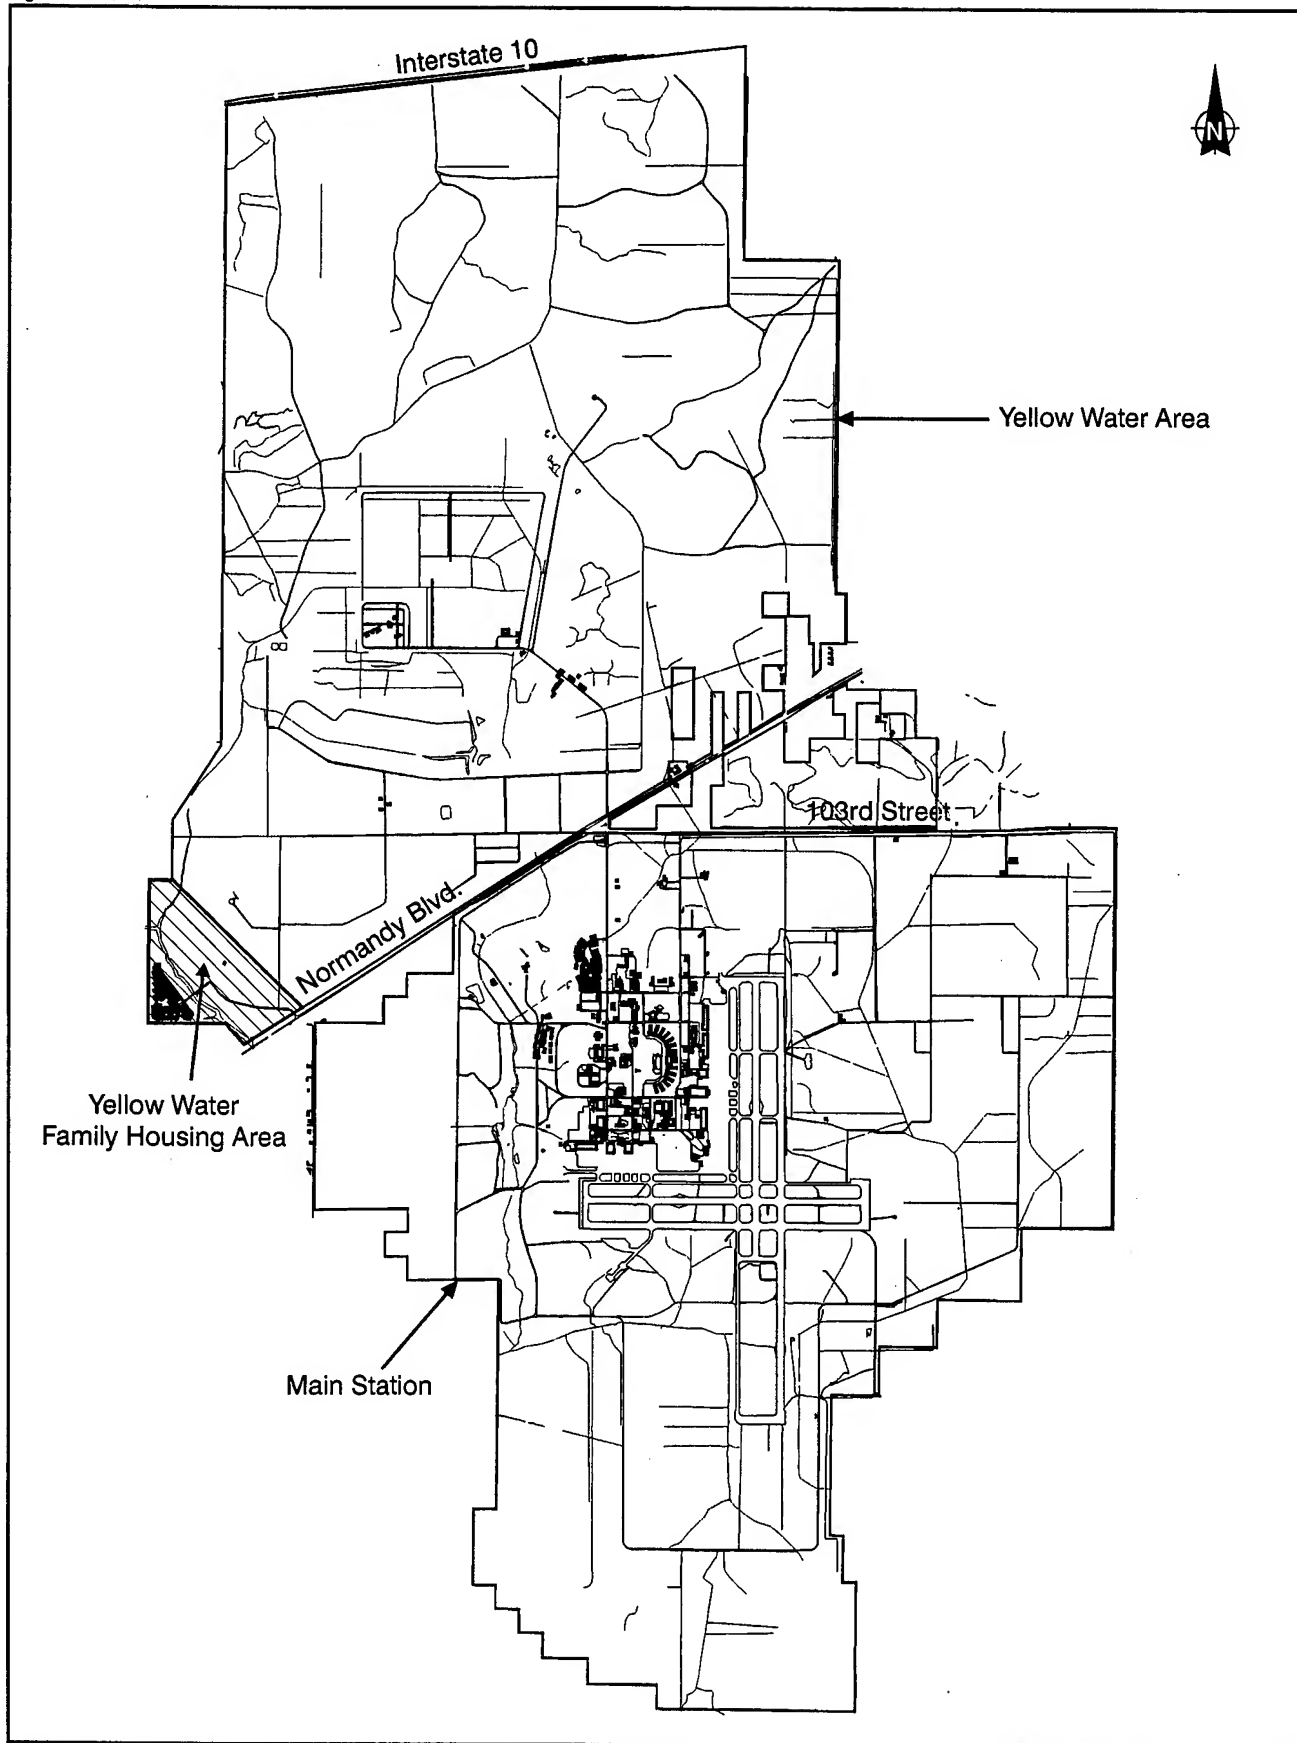 Interstate 10
N
Yellow Water Area
103rd Street
Normandy Blvd.
Yellow Water
Family Housing Area
Main Station